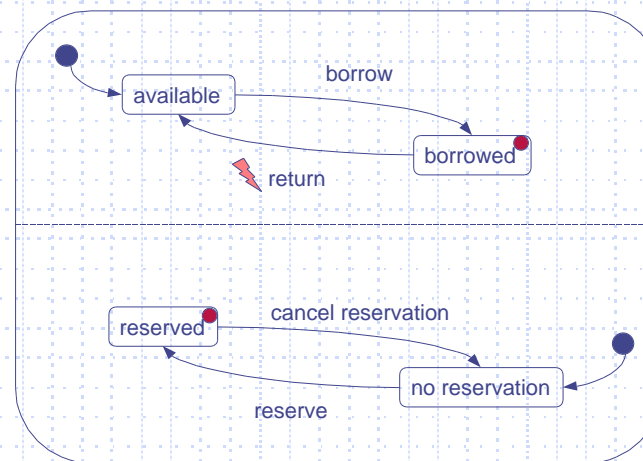 borrow
available
borrowed
return
cancel reservation
reserved
no reservation
reserve